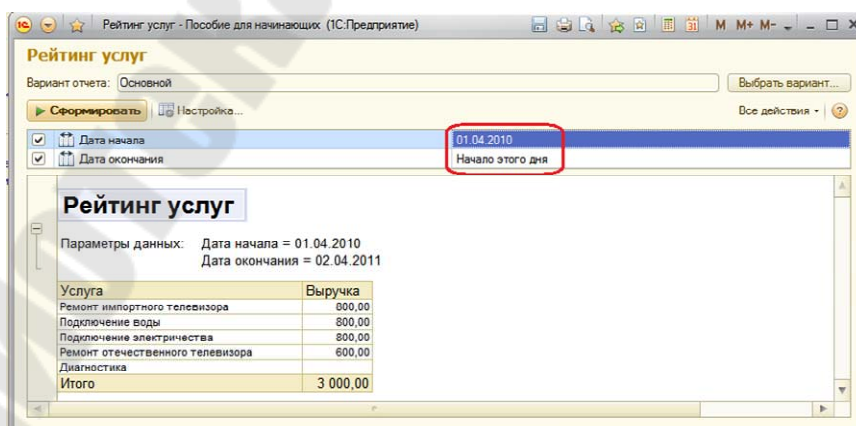 Рейтинг услуг - Пособие для начинающих (1С:Предприятие) M M+ M-
Рейтинг услуг
Вариант отчета: Основной Выбрать вариант...
Сформировать Настройка... Все действия
Дата начала 01.04.2010
Дата окончания Начало этого дня
Рейтинг услуг
Параметры данных: Дата начала = 01.04.2010
Дата окончания = 02.04.2011
Услуга Выручка
Ремонт импортного телевизора 800,00
Подключение воды 800,00
Подключение электричества 800,00
Ремонт отечественного телевизора 600,00
Диагностика
Итого 3 000,00